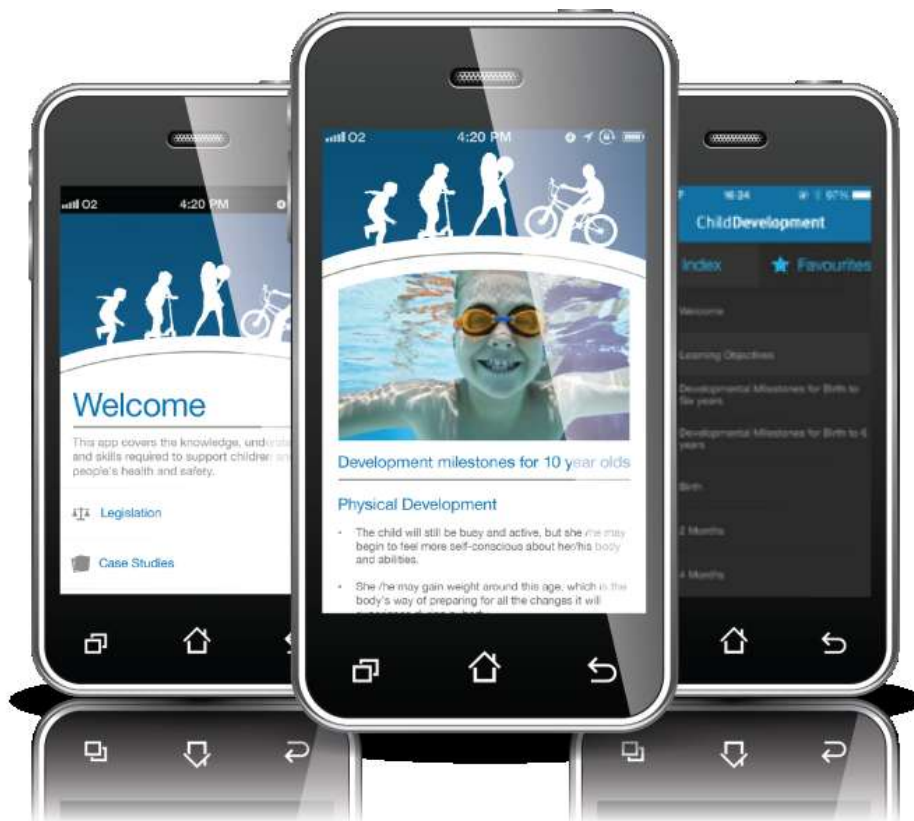 O2 4:20 PM
Welcome
This app covers the knowledge,
and skills required to support children
people's health and safety.
Legislation
Case Studies
O2 4:20 PM
Development milestones for 10 year olds
Physical Development
• The child will still be busy and active, but she /he may
begin to feel more self-conscious about her/his body
and abilities.
• She /he may gain weight around this age, which is the
body's way of preparing for all the changes it will
16:34 97%
ChildDevelopment
Index Favourites
Welcome
Learning Objectives
Developmental Milestones for Birth to
Six years
Developmental Milestones for Birth to 6
years
Birth
2 Months
4 Months